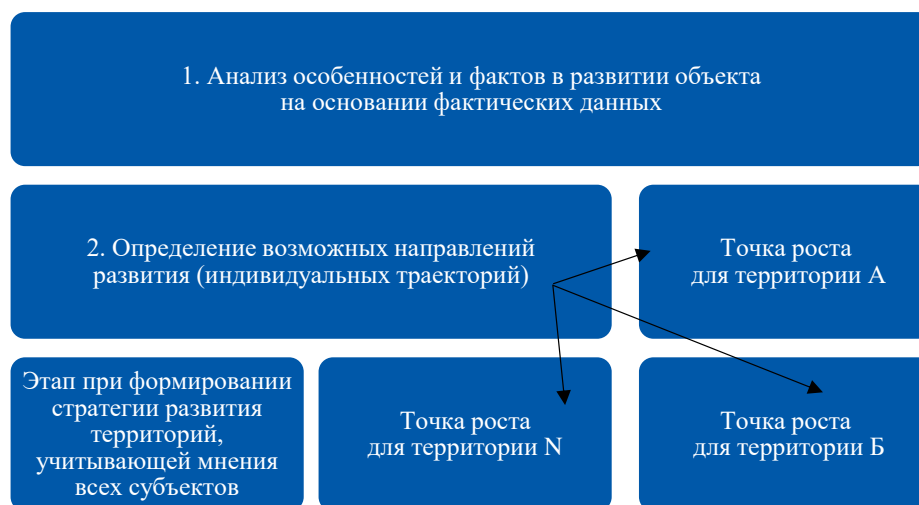 1. Анализ особенностей и фактов в развитии объекта
на основании фактических данных
2. Определение возможных направлений
развития (индивидуальных траекторий)
Точка роста
для территории А
Этап при формировании
стратегии развития
территорий,
учитывающей мнения
всех субъектов
Точка роста
для территории N
Точка роста
для территории Б